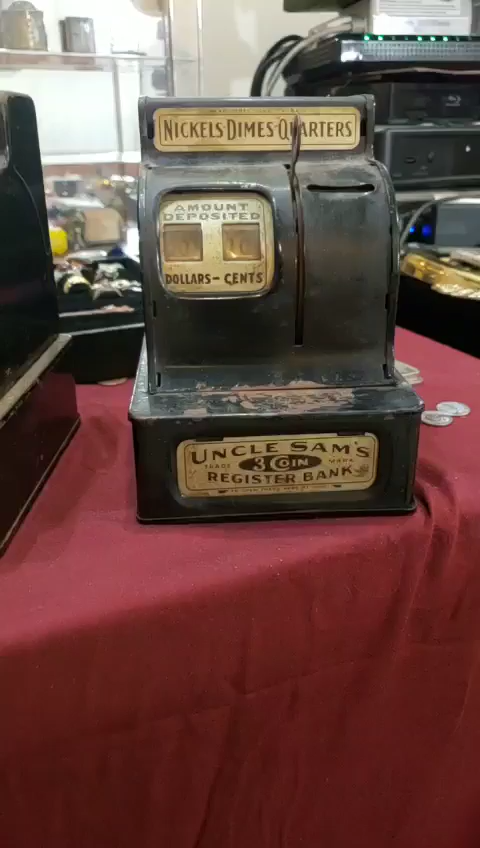 NICKELS-DIMES-QUARTERS
AMOUNT
DEPOSITED
DOLLARS-CENTS
UNCLE SAM'S
TRADE 3 COIN MARK
REGISTER BANK